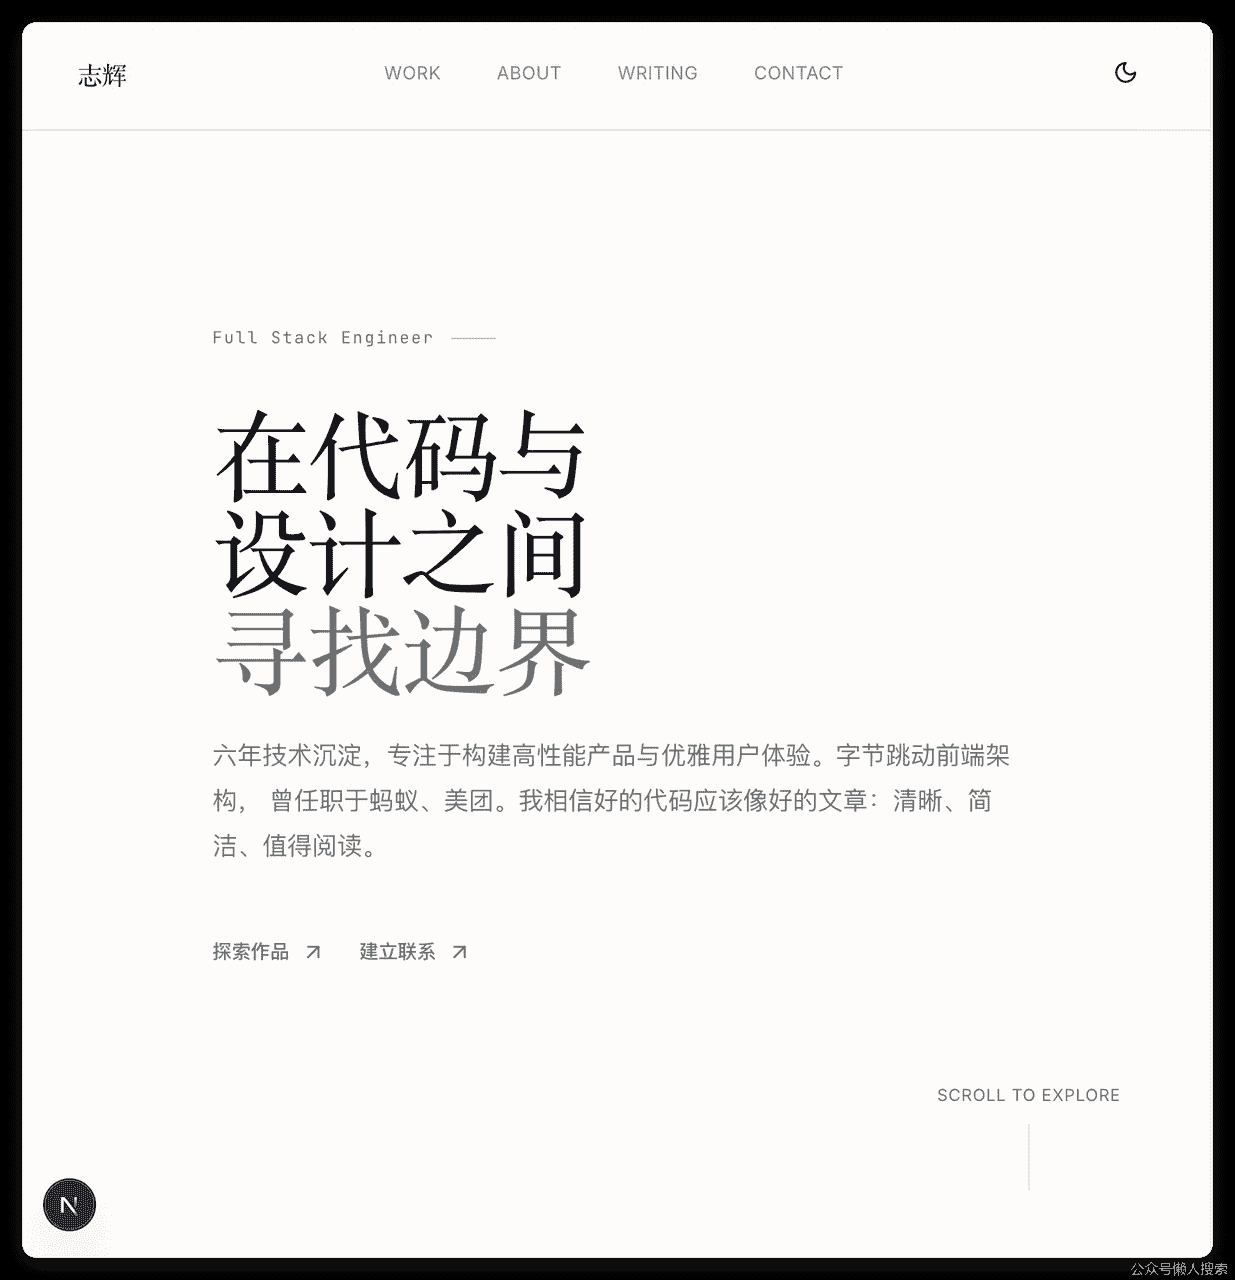 志辉
WORK ABOUT WRITING CONTACT
Full Stack Engineer
在代码与
设计之间
寻找边界
六年技术沉淀，专注于构建高性能产品与优雅用户体验。字节跳动前端架
构， 曾任职于蚂蚁、美团。我相信好的代码应该像好的文章：清晰、简
洁、值得阅读。
探索作品 建立联系
SCROLL TO EXPLORE
N
公众号懒人搜索